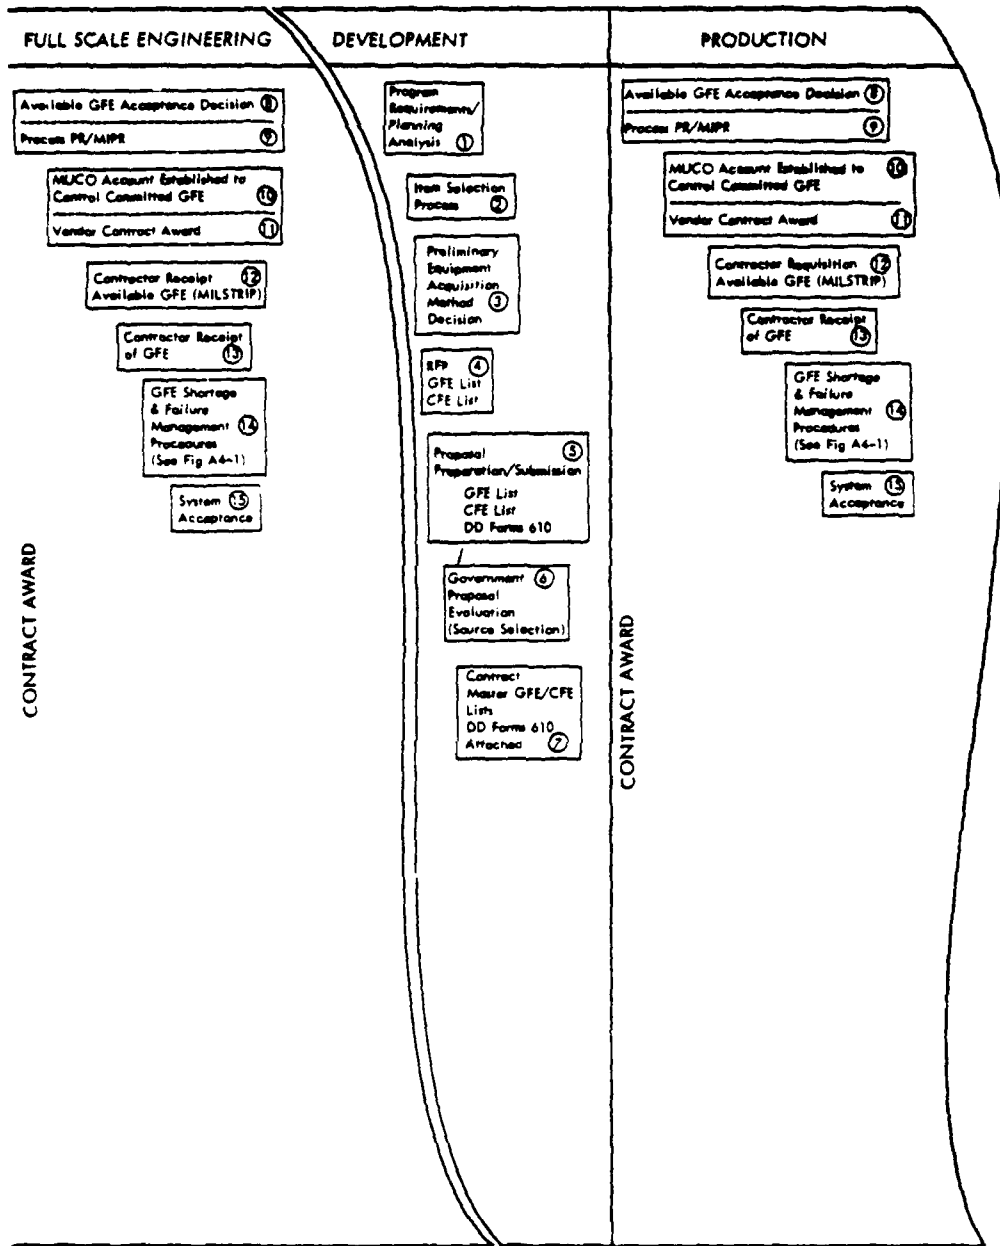 FULL SCALE ENGINEERING
DEVELOPMENT
PRODUCTION
Available GFE Acceptance Decision 8
Process PR/MIPR 9
MUCO Account Established to
Control Committed GFE 10
Vendor Contract Award 11
Contractor Receipt 12
Available GFE (MILSTRIP)
Contractor Receipt
of GFE 13
GFE Shortage
& Failure
Management 14
Procedures
(See Fig A4-1)
System 15
Acceptance
CONTRACT AWARD
Program
Requirements/
Planning
Analysis 1
Item Selection
Process 2
Preliminary
Equipment
Acquisition
Method 3
Decision
RFP 4
GFE List
CFE List
Proposal 5
Preparation/Submission
GFE List
CFE List
DD Forms 610
Government 6
Proposal
Evaluation
(Source Selection)
Contract
Master GFE/CFE
Lists
DD Forms 610
Attached 7
CONTRACT AWARD
Available GFE Acceptance Decision 8
Process PR/MIPR 9
MUCO Account Established to 10
Control Committed GFE
Vendor Contract Award 11
Contractor Requisition 12
Available GFE (MILSTRIP)
Contractor Receipt
of GFE 13
GFE Shortage
& Failure
Management 14
Procedures
(See Fig A4-1)
System 15
Acceptance